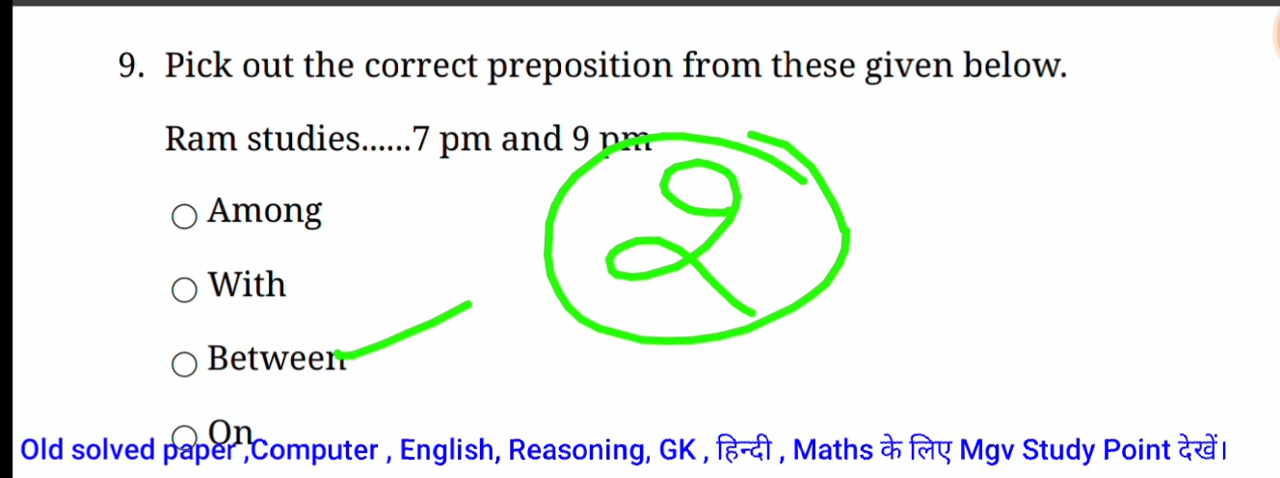 9. Pick out the correct preposition from these given below.
Ram studies......7 pm and 9 pm
2
Among
With
Between
On
Old solved paper ,Computer , English, Reasoning, GK , हिन्दी , Maths के लिए Mgv Study Point देखें।